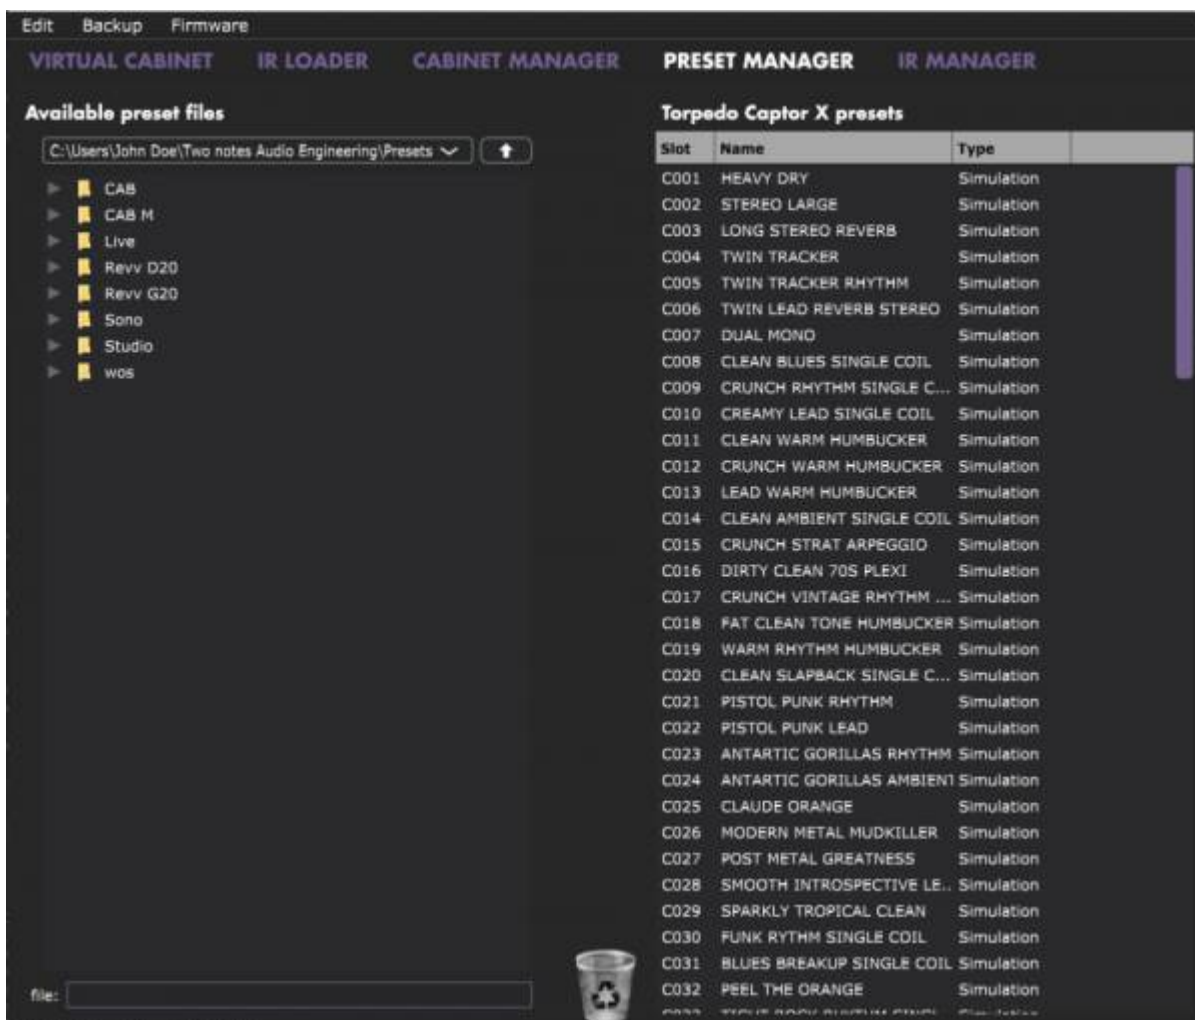 Edit Backup Firmware
VIRTUAL CABINET IR LOADER CABINET MANAGER PRESET MANAGER IR MANAGER
Available preset files
C:\Users\John Doe\Two notes Audio Engineering\Presets
CAB
CAB M
Live
Revv D20
Revv G20
Sono
Studio
wos
file:
Torpedo Captor X presets
Slot Name Type
C001 HEAVY DRY Simulation
C002 STEREO LARGE Simulation
C003 LONG STEREO REVERB Simulation
C004 TWIN TRACKER Simulation
C005 TWIN TRACKER RHYTHM Simulation
C006 TWIN LEAD REVERB STEREO Simulation
C007 DUAL MONO Simulation
C008 CLEAN BLUES SINGLE COIL Simulation
C009 CRUNCH RHYTHM SINGLE C... Simulation
C010 CREAMY LEAD SINGLE COIL Simulation
C011 CLEAN WARM HUMBUCKER Simulation
C012 CRUNCH WARM HUMBUCKER Simulation
C013 LEAD WARM HUMBUCKER Simulation
C014 CLEAN AMBIENT SINGLE COIL Simulation
C015 CRUNCH STRAT ARPEGGIO Simulation
C016 DIRTY CLEAN 70S PLEXI Simulation
C017 CRUNCH VINTAGE RHYTHM ... Simulation
C018 FAT CLEAN TONE HUMBUCKER Simulation
C019 WARM RHYTHM HUMBUCKER Simulation
C020 CLEAN SLAPBACK SINGLE C... Simulation
C021 PISTOL PUNK RHYTHM Simulation
C022 PISTOL PUNK LEAD Simulation
C023 ANTARTIC GORILLAS RHYTHM Simulation
C024 ANTARTIC GORILLAS AMBIENT Simulation
C025 CLAUDE ORANGE Simulation
C026 MODERN METAL MUDKILLER Simulation
C027 POST METAL GREATNESS Simulation
C028 SMOOTH INTROSPECTIVE LE... Simulation
C029 SPARKLY TROPICAL CLEAN Simulation
C030 FUNK RYTHM SINGLE COIL Simulation
C031 BLUES BREAKUP SINGLE COIL Simulation
C032 PEEL THE ORANGE Simulation